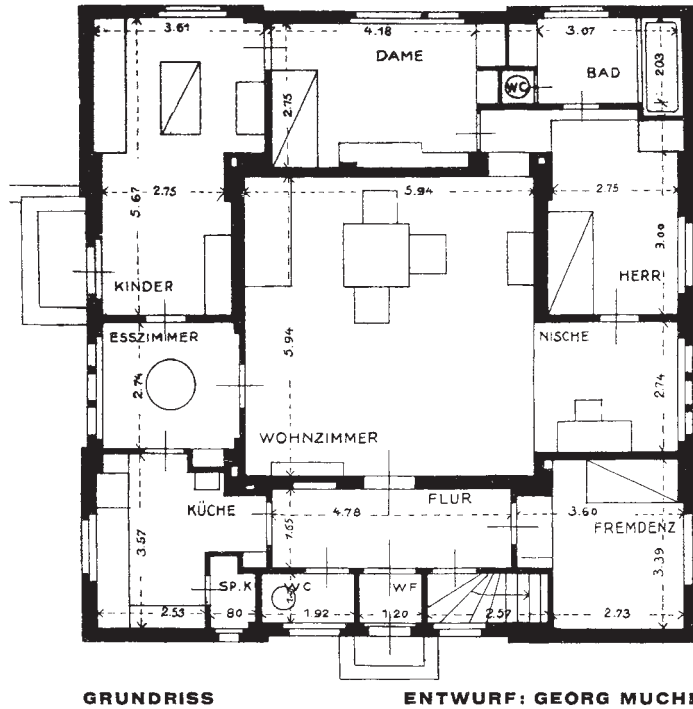 3.61 4.18 3.07
DAME BAD
2.75 WC 2.03
2.75 5.94 2.75
5.67 3.00
KINDER HERR
ESSZIMMER NISCHE
2.74 5.94 2.74
WOHNZIMMER
KÜCHE 4.78 FLUR 3.60
3.57 1.65 FREMDENZ
3.39
SP.K WC WF
2.53 80 1.92 1.20 2.57 2.73
GRUNDRISS ENTWURF: GEORG MUCHE